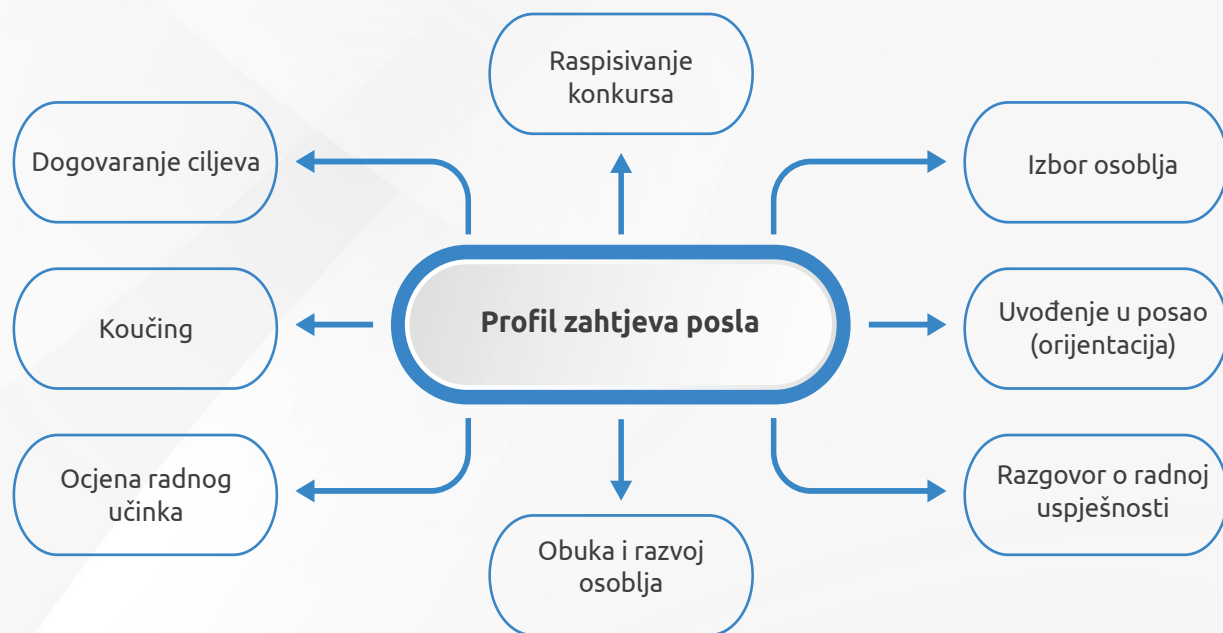 Raspisivanje
konkursa
Dogovaranje ciljeva
Izbor osoblja
Koučing
Profil zahtjeva posla
Uvođenje u posao
(orijentacija)
Ocjena radnog
učinka
Razgovor o radnoj
uspješnosti
Obuka i razvoj
osoblja